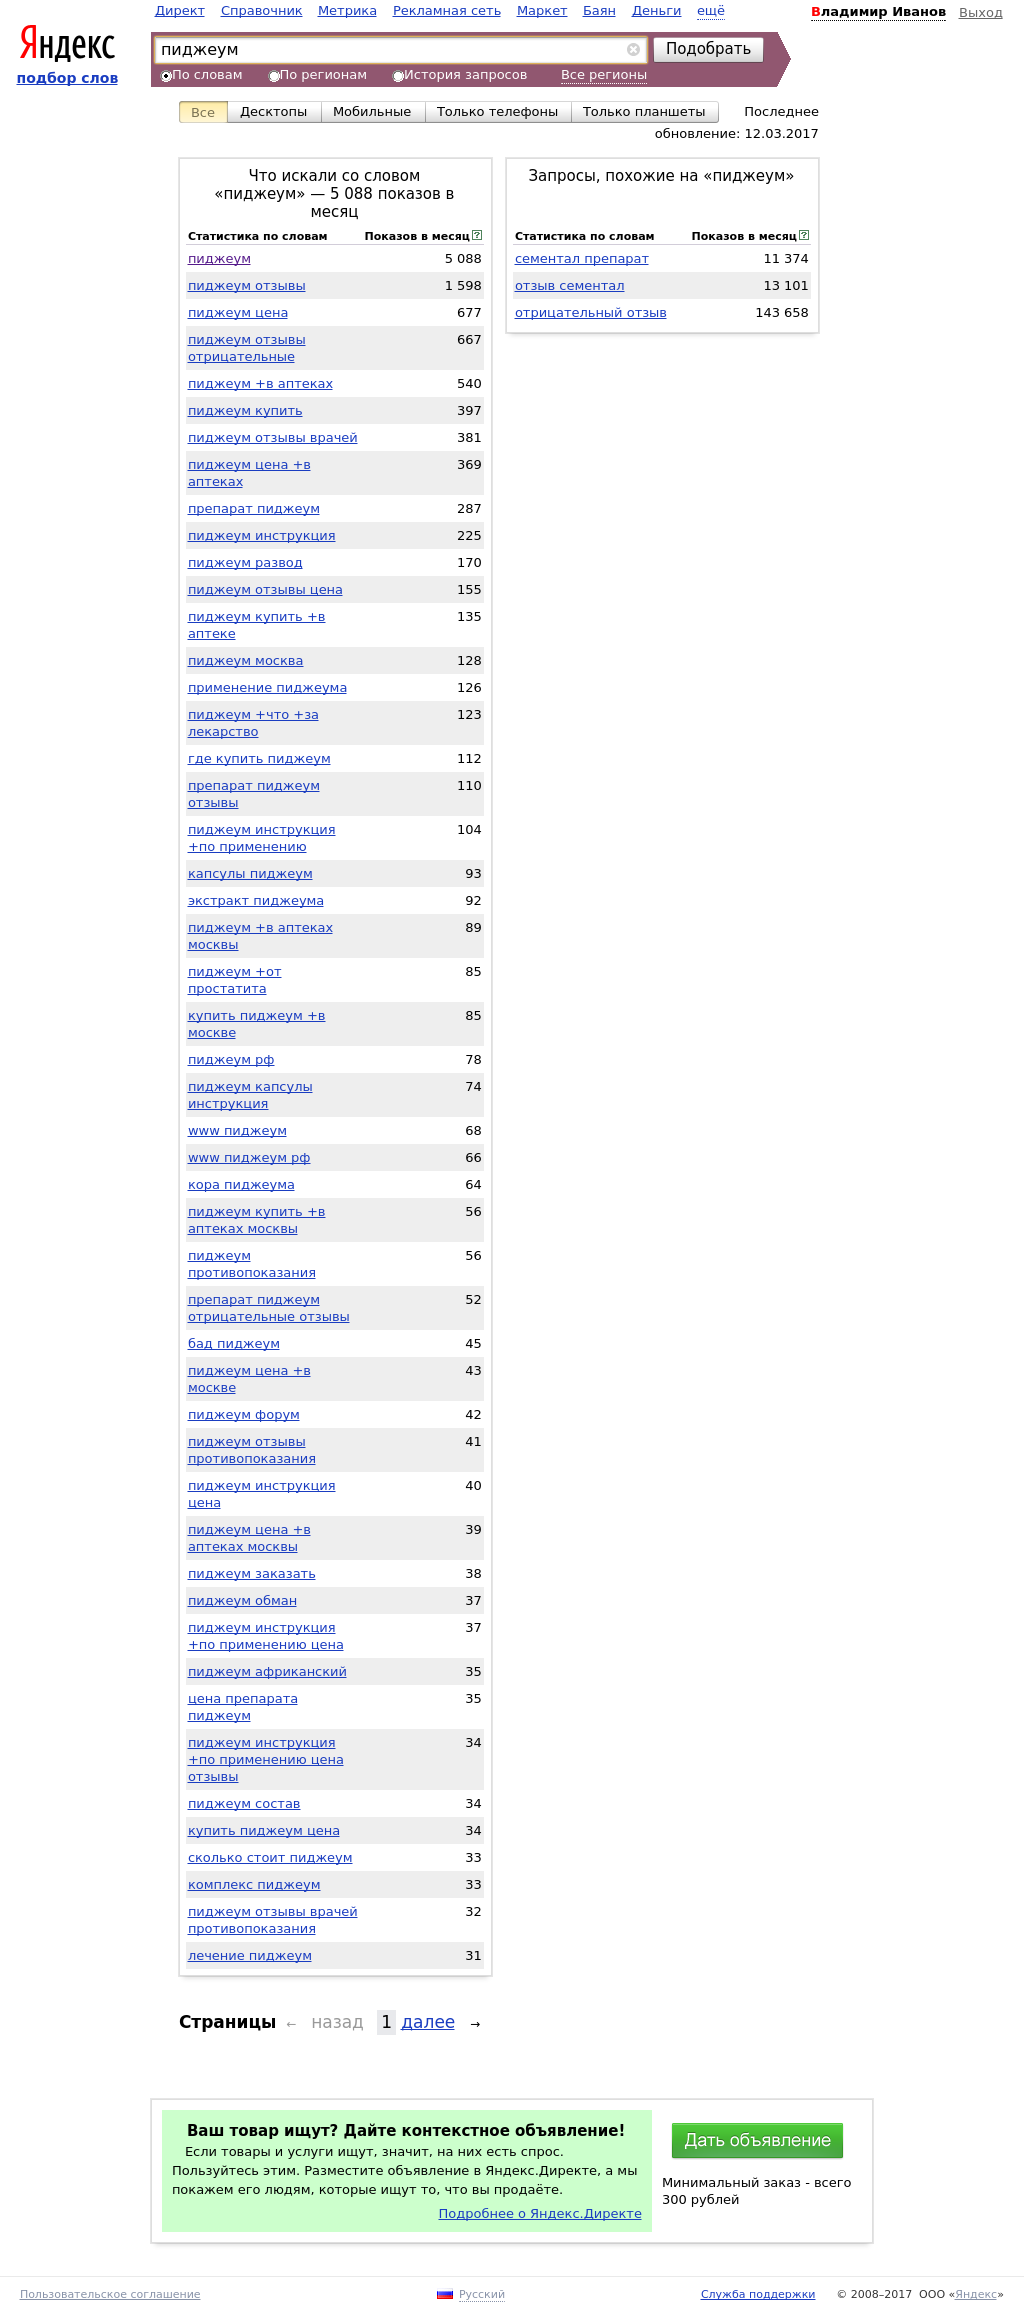 Директ Справочник Метрика Рекламная сеть Маркет Баян Деньги ещё Владимир Иванов Выход
Яндекс
подбор слов
пиджеум Подобрать
По словам По регионам История запросов Все регионы
Все Десктопы Мобильные Только телефоны Только планшеты Последнее
обновление: 12.03.2017
Что искали со словом
«пиджеум» — 5 088 показов в
месяц
Статистика по словам Показов в месяц ?
пиджеум 5 088
пиджеум отзывы 1 598
пиджеум цена 677
пиджеум отзывы 667
отрицательные
пиджеум +в аптеках 540
пиджеум купить 397
пиджеум отзывы врачей 381
пиджеум цена +в 369
аптеках
препарат пиджеум 287
пиджеум инструкция 225
пиджеум развод 170
пиджеум отзывы цена 155
пиджеум купить +в 135
аптеке
пиджеум москва 128
применение пиджеума 126
пиджеум +что +за 123
лекарство
где купить пиджеум 112
препарат пиджеум 110
отзывы
пиджеум инструкция 104
+по применению
капсулы пиджеум 93
экстракт пиджеума 92
пиджеум +в аптеках 89
москвы
пиджеум +от 85
простатита
купить пиджеум +в 85
москве
пиджеум рф 78
пиджеум капсулы 74
инструкция
www пиджеум 68
www пиджеум рф 66
кора пиджеума 64
пиджеум купить +в 56
аптеках москвы
пиджеум 56
противопоказания
препарат пиджеум 52
отрицательные отзывы
бад пиджеум 45
пиджеум цена +в 43
москве
пиджеум форум 42
пиджеум отзывы 41
противопоказания
пиджеум инструкция 40
цена
пиджеум цена +в 39
аптеках москвы
пиджеум заказать 38
пиджеум обман 37
пиджеум инструкция 37
+по применению цена
пиджеум африканский 35
цена препарата 35
пиджеум
пиджеум инструкция 34
+по применению цена
отзывы
пиджеум состав 34
купить пиджеум цена 34
сколько стоит пиджеум 33
комплекс пиджеум 33
пиджеум отзывы врачей 32
противопоказания
лечение пиджеум 31
Запросы, похожие на «пиджеум»
Статистика по словам Показов в месяц ?
сементал препарат 11 374
отзыв сементал 13 101
отрицательный отзыв 143 658
Страницы ← назад 1 далее →
Ваш товар ищут? Дайте контекстное объявление!
Если товары и услуги ищут, значит, на них есть спрос.
Пользуйтесь этим. Разместите объявление в Яндекс.Директе, а мы
покажем его людям, которые ищут то, что вы продаёте.
Подробнее о Яндекс.Директе
Дать объявление
Минимальный заказ - всего
300 рублей
Пользовательское соглашение Русский Служба поддержки © 2008–2017 ООО «Яндекс»